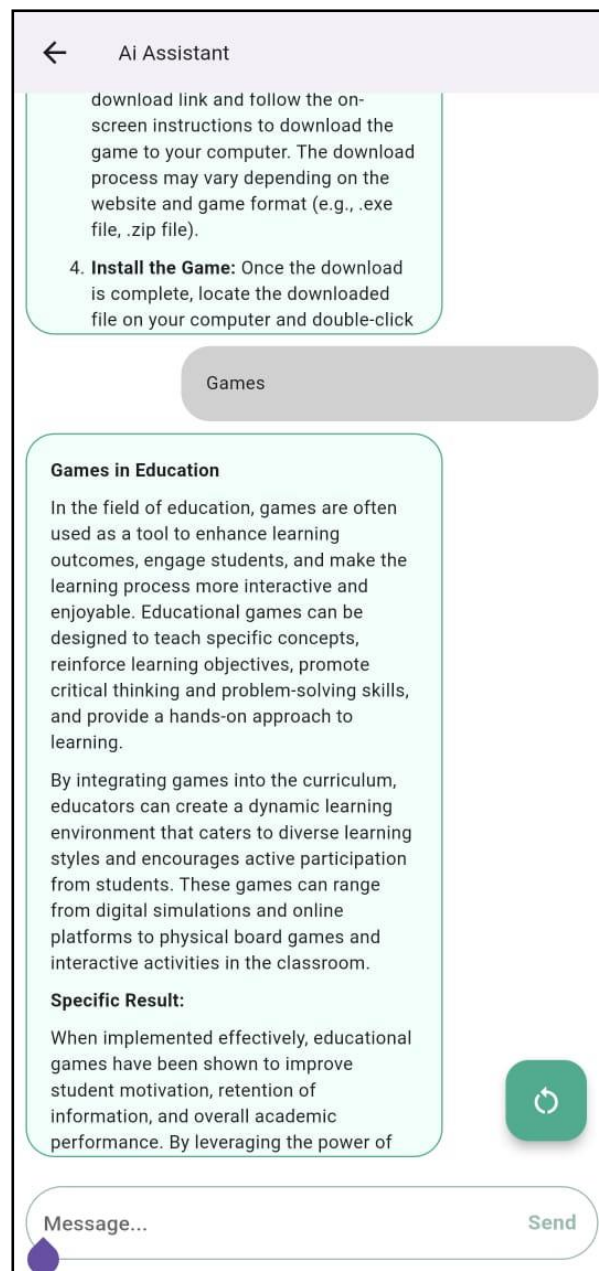 Ai Assistant
download link and follow the on-
screen instructions to download the
game to your computer. The download
process may vary depending on the
website and game format (e.g., .exe
file, .zip file).
4. Install the Game: Once the download
is complete, locate the downloaded
file on your computer and double-click
Games
Games in Education
In the field of education, games are often
used as a tool to enhance learning
outcomes, engage students, and make the
learning process more interactive and
enjoyable. Educational games can be
designed to teach specific concepts,
reinforce learning objectives, promote
critical thinking and problem-solving skills,
and provide a hands-on approach to
learning.
By integrating games into the curriculum,
educators can create a dynamic learning
environment that caters to diverse learning
styles and encourages active participation
from students. These games can range
from digital simulations and online
platforms to physical board games and
interactive activities in the classroom.
Specific Result:
When implemented effectively, educational
games have been shown to improve
student motivation, retention of
information, and overall academic
performance. By leveraging the power of
Message... Send